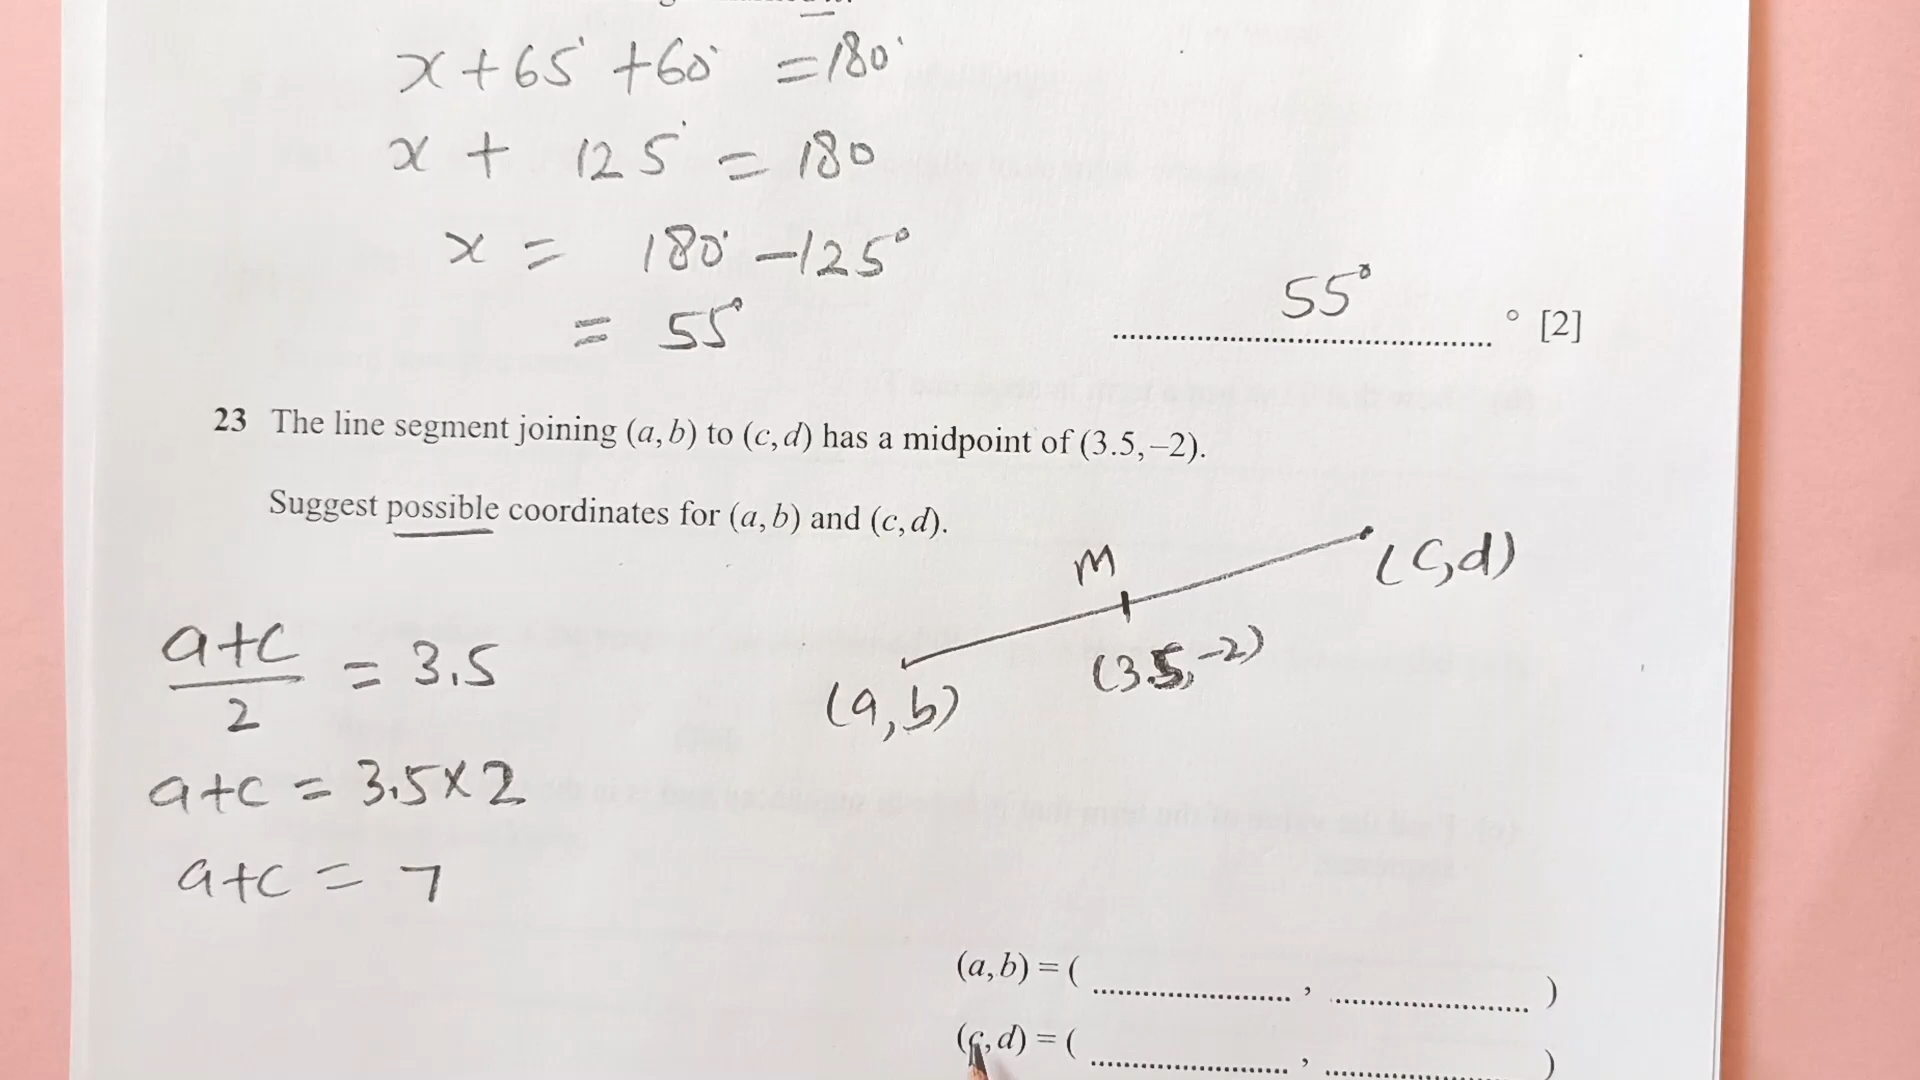 x + 65° + 60° = 180°
x + 125° = 180
x = 180° - 125°
= 55°
55°
° [2]
23 The line segment joining (a, b) to (c, d) has a midpoint of (3.5, –2).
Suggest possible coordinates for (a, b) and (c, d).
M
(c, d)
(3.5, -2)
(a, b)
a+c
2
= 3.5
a+c = 3.5×2
a+c = 7
(a, b) = ( .................... , .................... )
(c, d) = ( .................... , .................... )